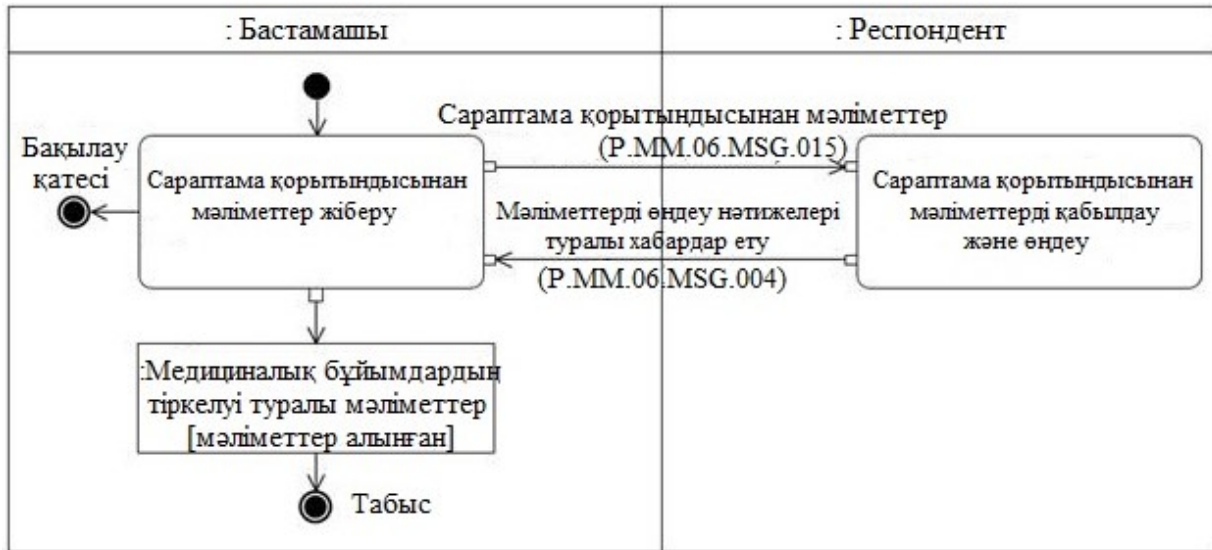 : Бастамашы
: Респондент
Бақылау
қатесі
Сараптама қорытындысынан
мәліметтер жіберу
Сараптама қорытындысынан мәліметтер
(P.MM.06.MSG.015)
Мәліметтерді өңдеу нәтижелері
туралы хабардар ету
(P.MM.06.MSG.004)
Сараптама қорытындысынан
мәліметтерді қабылдау
және өңдеу
:Медициналық бұйымдардың
тіркелуі туралы мәліметтер
[мәліметтер алынған]
Табыс